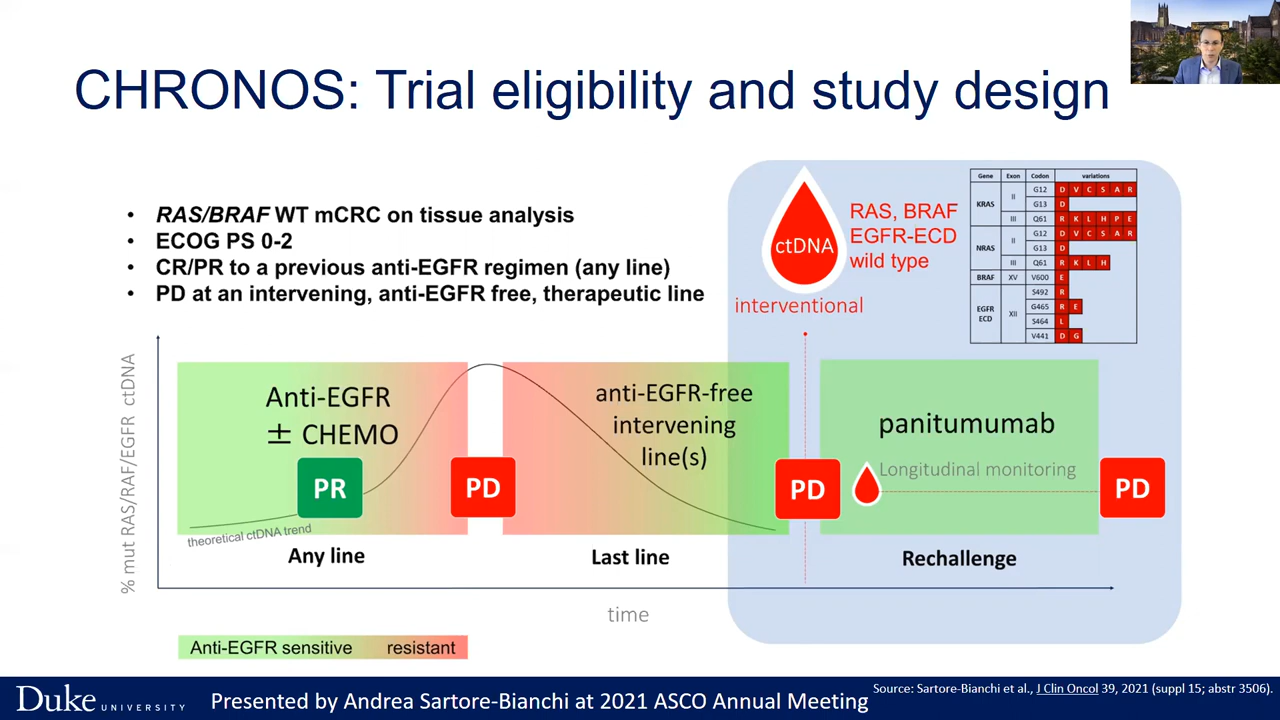 CHRONOS: Trial eligibility and study design
• RAS/BRAF WT mCRC on tissue analysis
• ECOG PS 0-2
• CR/PR to a previous anti-EGFR regimen (any line)
• PD at an intervening, anti-EGFR free, therapeutic line
ctDNA
interventional
RAS, BRAF
EGFR-ECD
wild type
Gene Exon Codon variations
KRAS II G12 D V C S A R
G13 D
III Q61 R K L H P E
NRAS II G12 D V C S A R
G13 D
III Q61 R K L H
BRAF XV V600 E
EGFR ECD XII S492 R
G465 R E
S464 L
V441 D G
% mut RAS/RAF/EGFR ctDNA
Anti-EGFR
± CHEMO
PR
theoretical ctDNA trend
Any line
PD
anti-EGFR-free
intervening
line(s)
Last line
PD
panitumumab
Longitudinal monitoring
PD
Rechallenge
time
Anti-EGFR sensitive resistant
Duke UNIVERSITY
Presented by Andrea Sartore-Bianchi at 2021 ASCO Annual Meeting
Source: Sartore-Bianchi et al., J Clin Oncol 39, 2021 (suppl 15; abstr 3506).